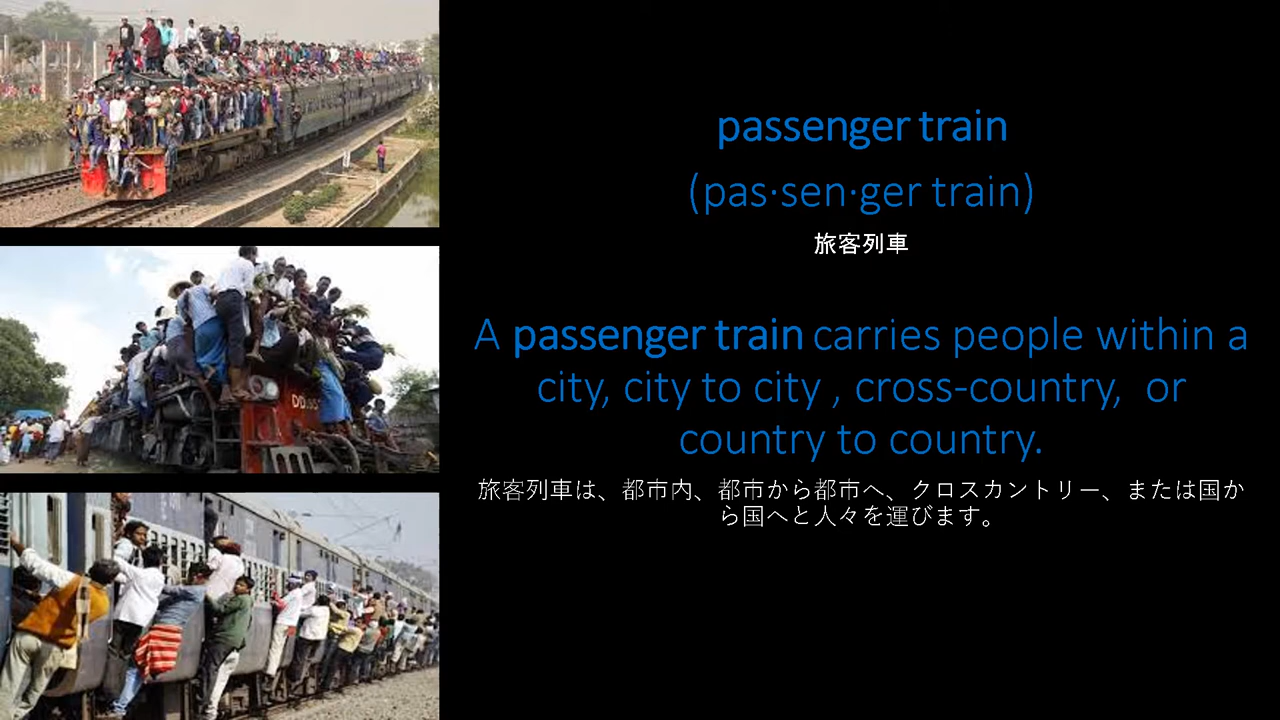 passenger train
(pas·sen·ger train)
旅客列車
A passenger train carries people within a
city, city to city , cross-country,  or
country to country.
旅客列車は、都市内、都市から都市へ、クロスカントリー、または国か
ら国へと人々を運びます。